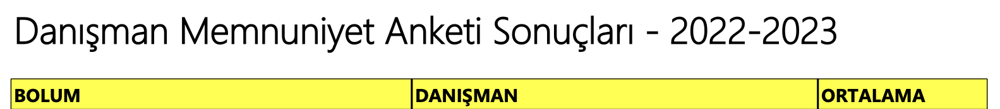 Danışman Memnuniyet Anketi Sonuçları - 2022-2023
BOLUM DANIŞMAN ORTALAMA